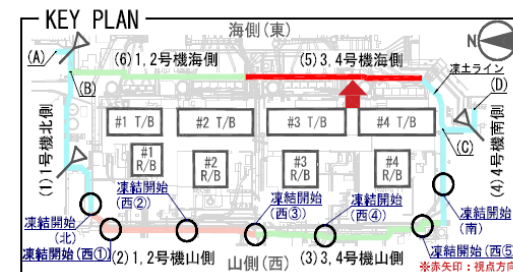 KEY PLAN
海側(東)
N
(A)
(6)1,2号機海側
(5)3,4号機海側
凍土ライン
(B)
(D)
#1 T/B
#2 T/B
#3 T/B
#4 T/B
(C)
(1)1号機北側
(4)4号機南側
#1
R/B
#2
R/B
#3
R/B
#4
R/B
凍結開始
(西②)
凍結開始
(西③)
凍結開始
(西④)
凍結開始
(北)
凍結開始
(南)
凍結開始(西①)
(2)1,2号機山側
山側(西)
(3)3,4号機山側
凍結開始(西⑤)
※赤矢印:視点方向